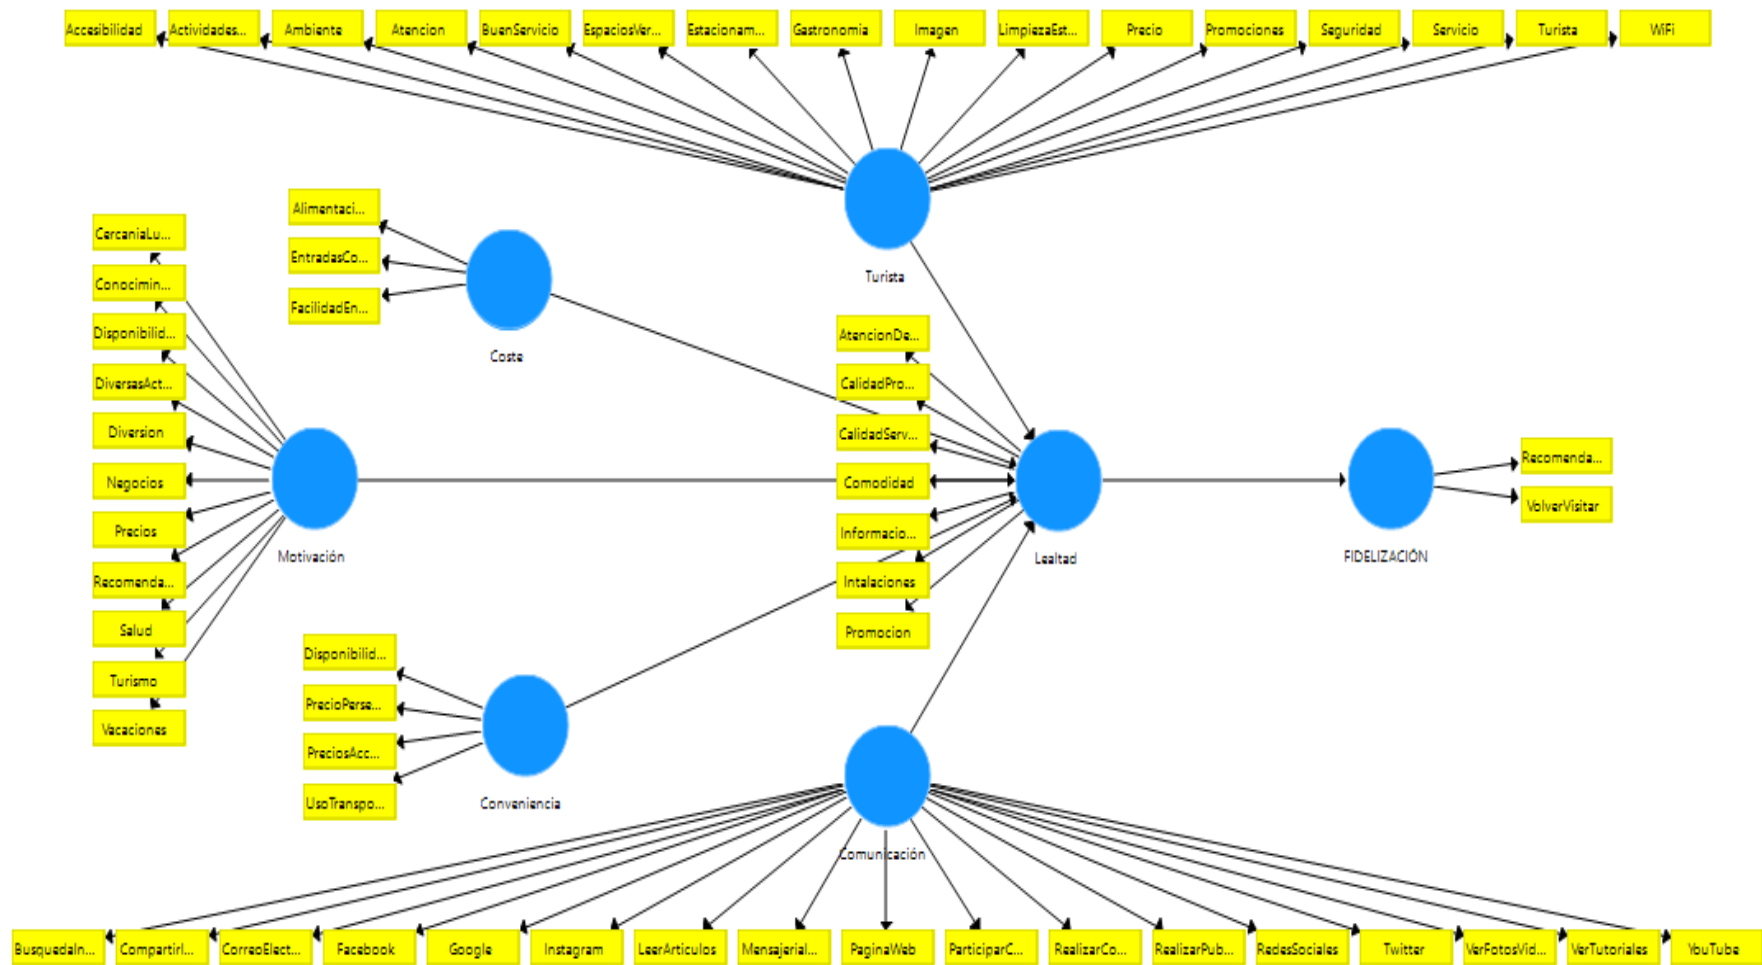 Accesibilidad
Actividades...
Ambiente
Atencion
BuenServicio
EspaciosVer...
Estacionam...
Gastronomia
Imagen
LimpiezaEst...
Precio
Promociones
Seguridad
Servicio
Turista
WiFi
Turista
Alimentaci...
EntradasCo...
FacilidadEn...
Coste
CercaniaLu...
Conocimin...
Disponibilid...
DiversasAct...
Diversion
Negocios
Precios
Recomenda...
Salud
Turismo
Vacaciones
Motivación
AtencionDe...
CalidadPro...
CalidadServ...
Comodidad
Informacio...
Intalaciones
Promocion
Lealtad
Recomenda...
VolverVisitar
FIDELIZACIÓN
Disponibilid...
PrecioPerse...
PreciosAcc...
UsoTranspo...
Conveniencia
Comunicación
BusquedaIn...
CompartirI...
CorreoElect...
Facebook
Google
Instagram
LeerArticulos
Mensajerial...
PaginaWeb
ParticiparC...
RealizarCo...
RealizarPub...
RedesSociales
Twitter
VerFotosVid...
VerTutoriales
YouTube